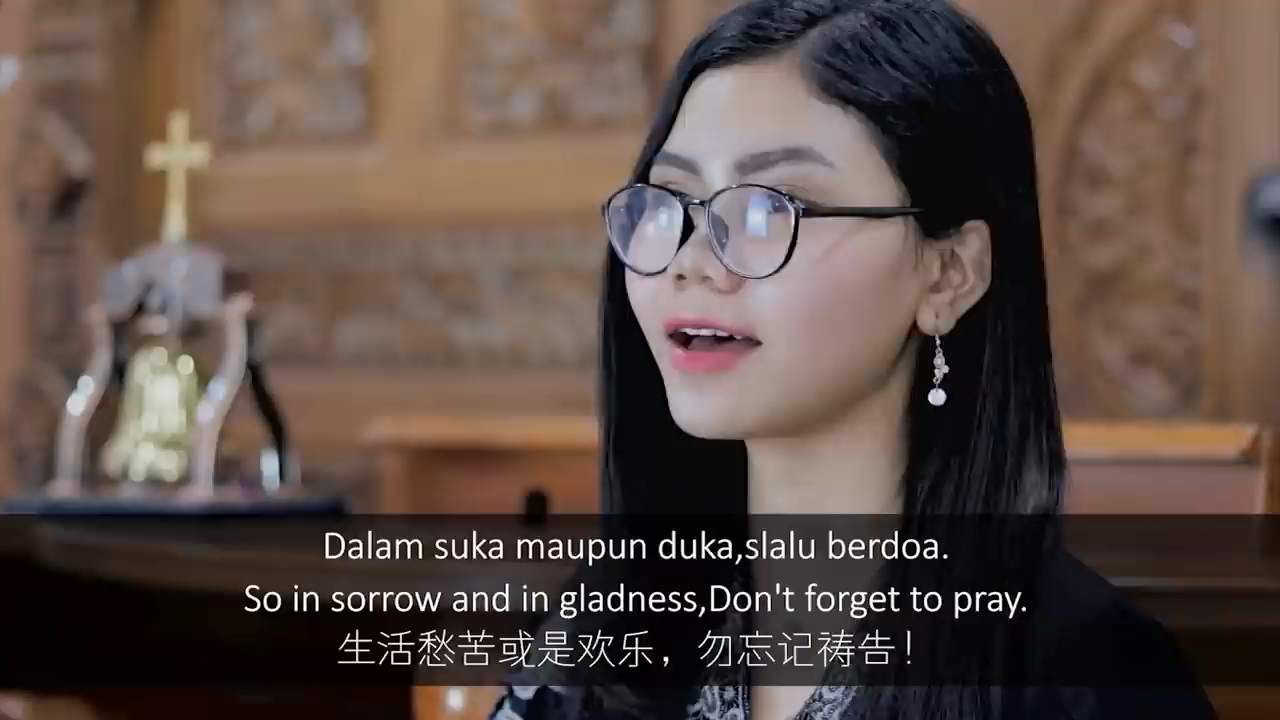 Dalam suka maupun duka,slalu berdoa.
So in sorrow and in gladness,Don't forget to pray.
生活愁苦或是欢乐，勿忘记祷告！